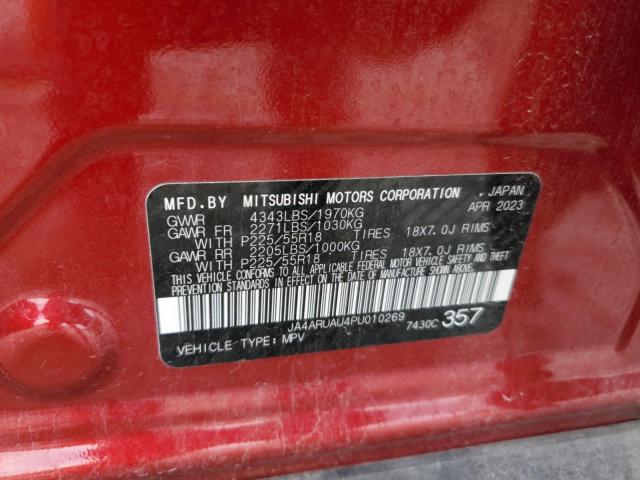 MFD.BY MITSUBISHI MOTORS CORPORATION . JAPAN
GVWR 4343LBS/1970KG APR 2023
GAWR FR 2271LBS/1030KG
WITH P225/55R18 TIRES 18X7.0J RIMS
GAWR RR 2205LBS/1000KG
WITH P225/55R18 TIRES 18X7.0J RIMS
THIS VEHICLE CONFORMS TO ALL APPLICABLE FEDERAL MOTOR VEHICLE SAFETY AND THEFT
PREVENTION STANDARDS IN EFFECT ON THE DATE OF MANUFACTURE SHOWN ABOVE.
JA4ARUAU4PU010269 7430C 357
VEHICLE TYPE: MPV